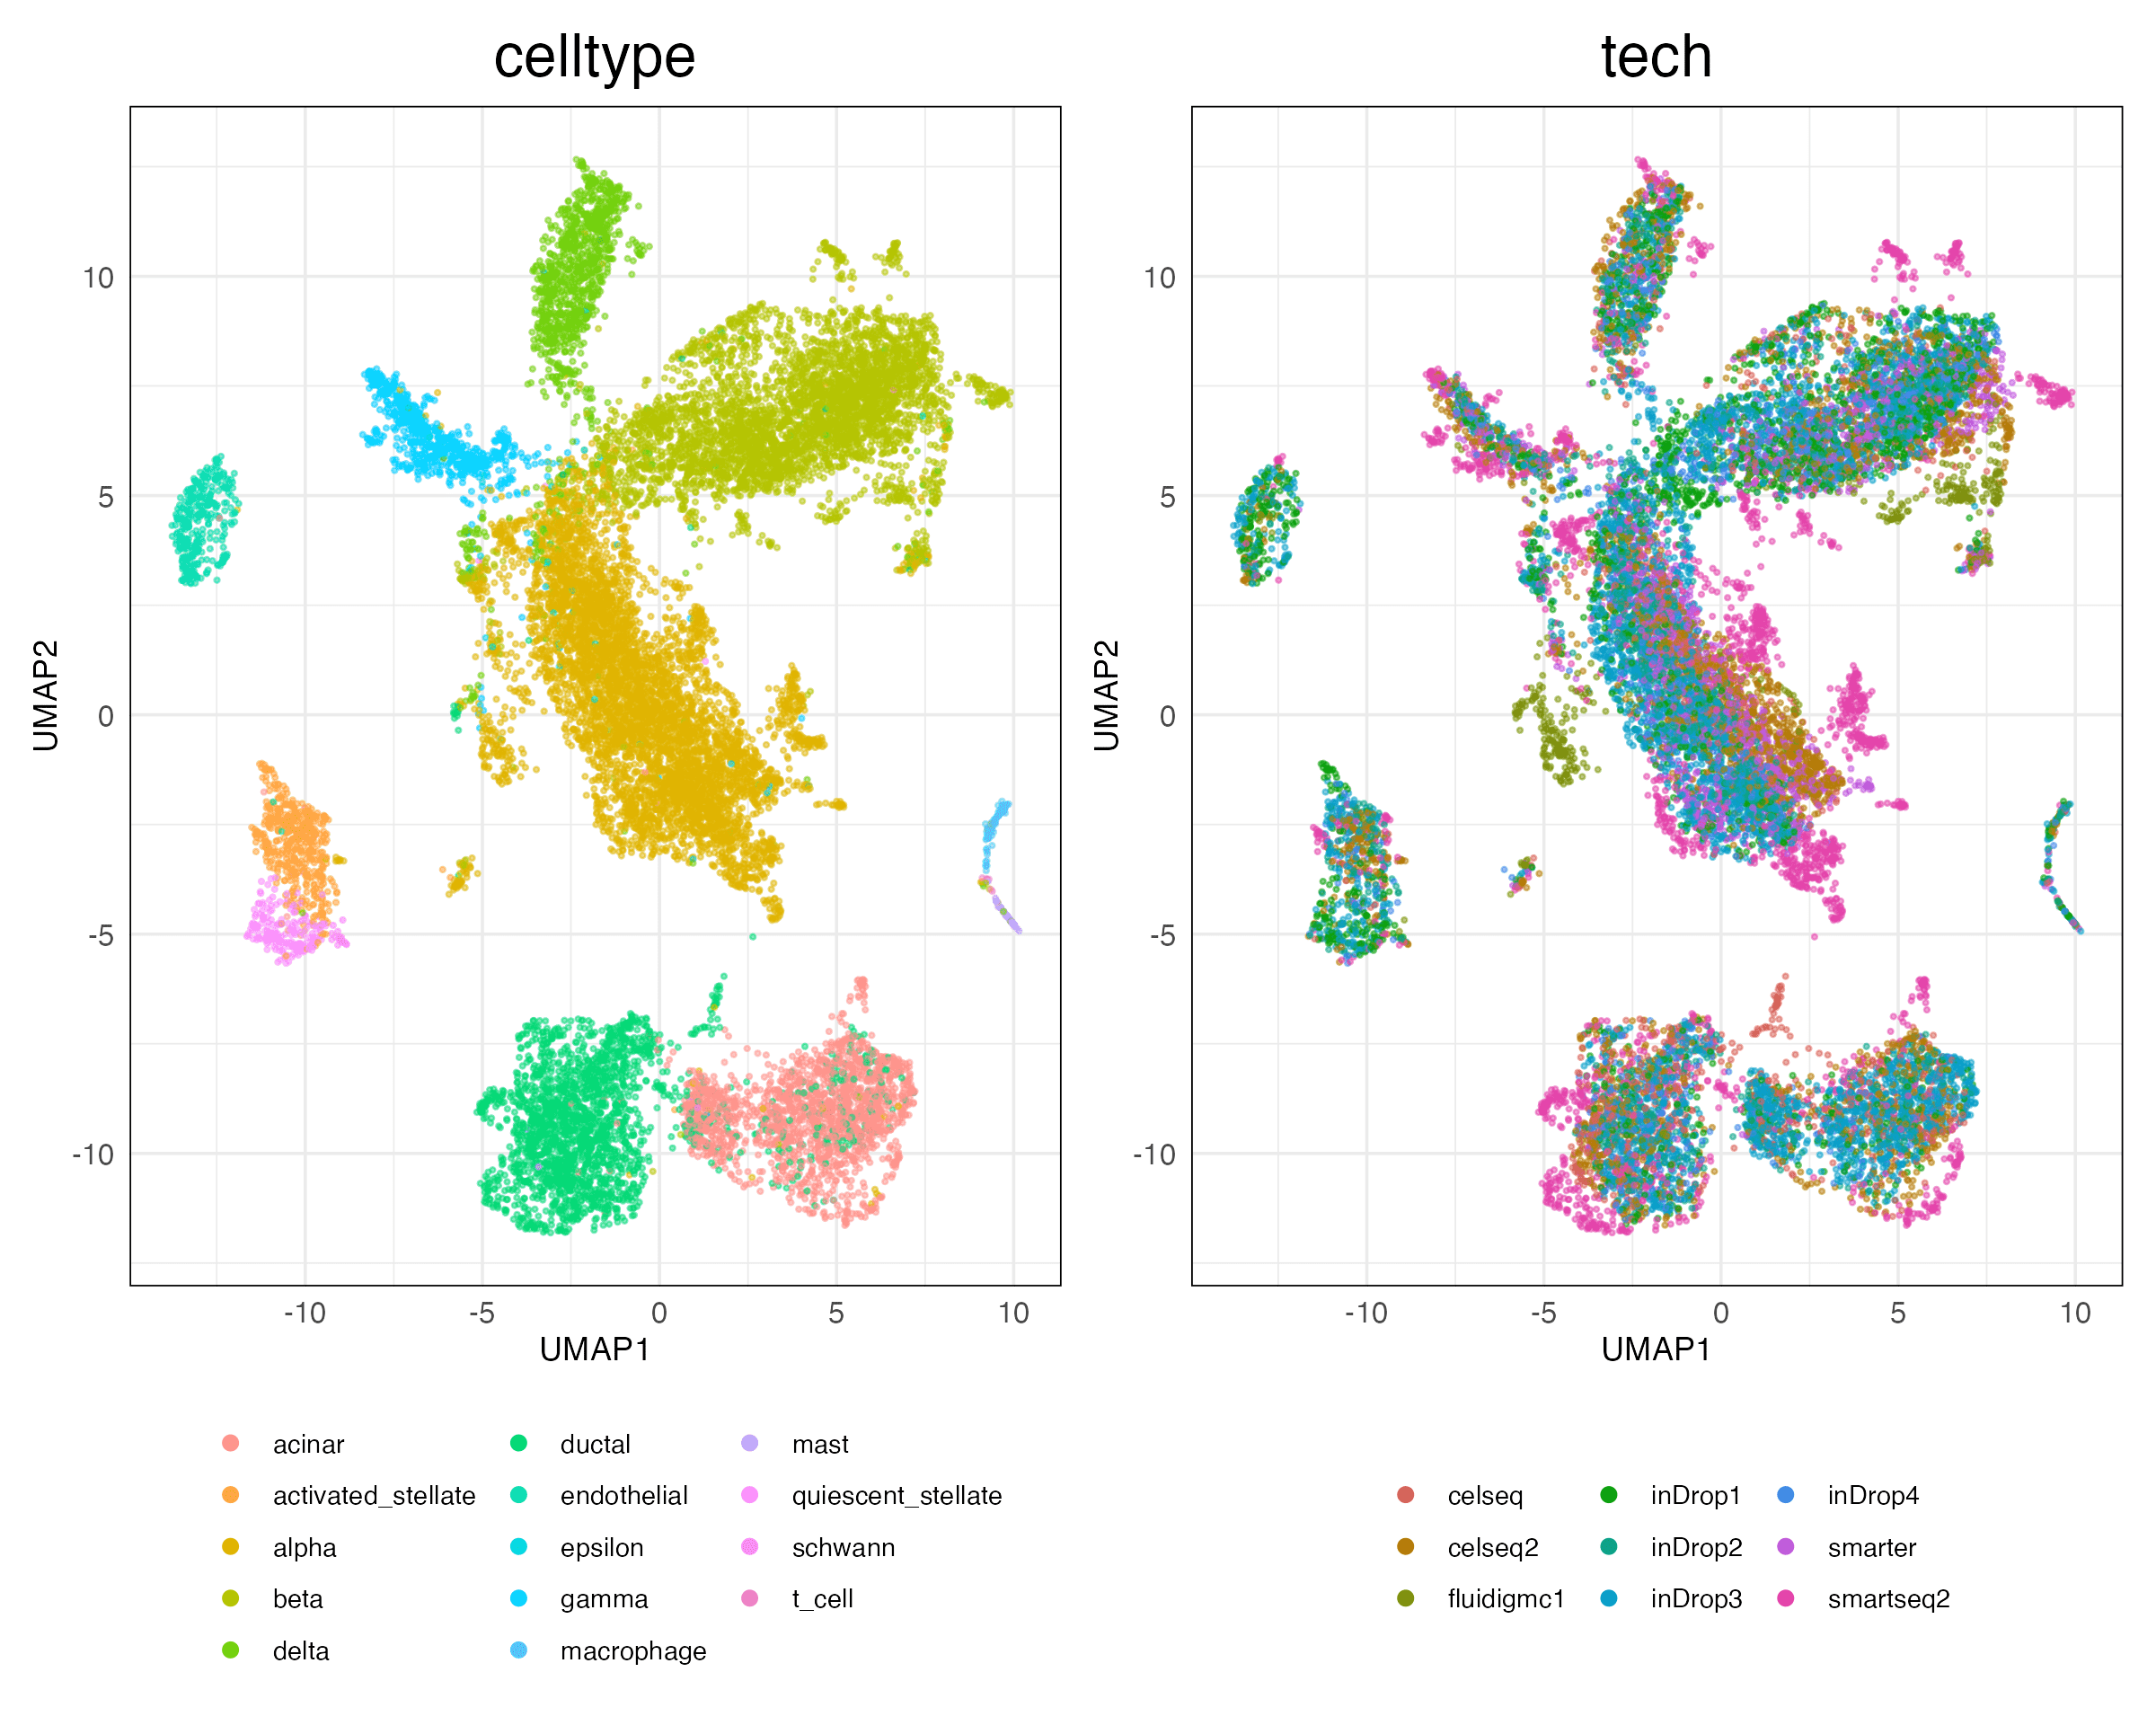 celltype
tech
10
5
0
-5
-10
UMAP2
-10 -5 0 5 10
UMAP1
10
5
0
-5
-10
UMAP2
-10 -5 0 5 10
UMAP1
acinar ductal mast
activated_stellate endothelial quiescent_stellate
alpha epsilon schwann
beta gamma t_cell
delta macrophage
celseq inDrop1 inDrop4
celseq2 inDrop2 smarter
fluidigmc1 inDrop3 smartseq2